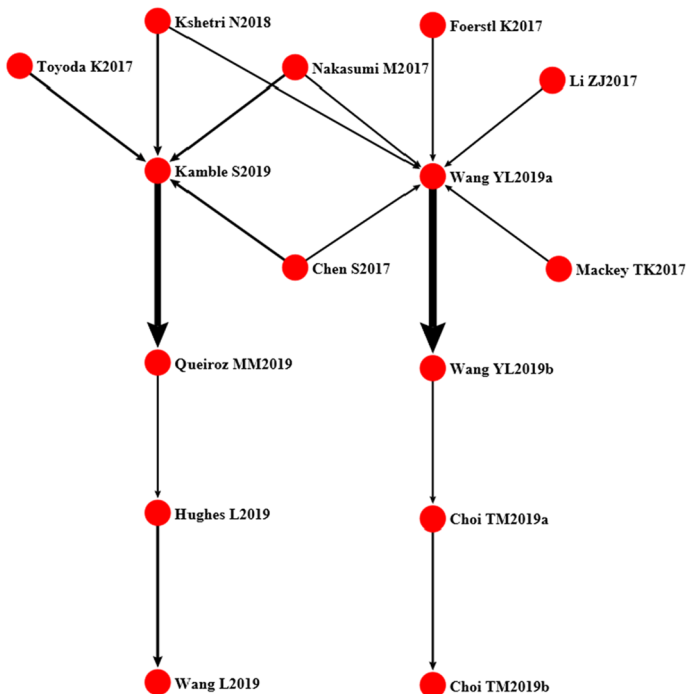 Kshetri N2018
Foerstl K2017
Toyoda K2017
Nakasumi M2017
Li ZJ2017
Kamble S2019
Wang YL2019a
Chen S2017
Mackey TK2017
Queiroz MM2019
Wang YL2019b
Hughes L2019
Choi TM2019a
Wang L2019
Choi TM2019b